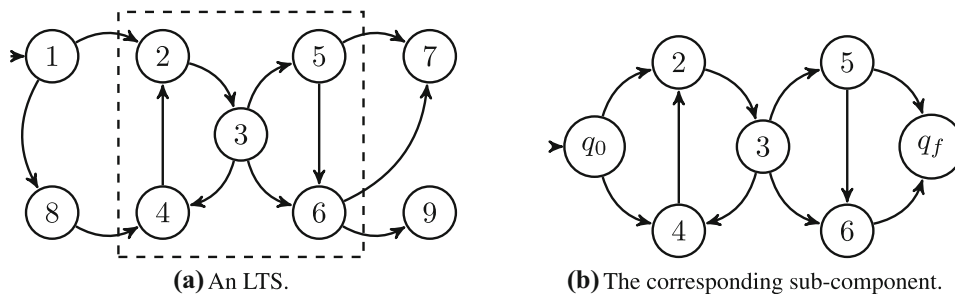 1 2 5 7
3
8 4 6 9
(a) An LTS.
2 5
q0 3 qf
4 6
(b) The corresponding sub-component.